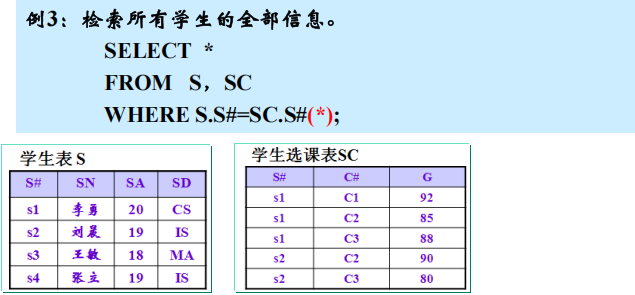 例3：检索所有学生的全部信息。
SELECT *
FROM S，SC
WHERE S.S#=SC.S#(*);
学生表 S
S# SN SA SD
s1 李勇 20 CS
s2 刘晨 19 IS
s3 王敏 18 MA
s4 张立 19 IS
学生选课表SC
S# C# G
s1 C1 92
s1 C2 85
s1 C3 88
s2 C2 90
s2 C3 80